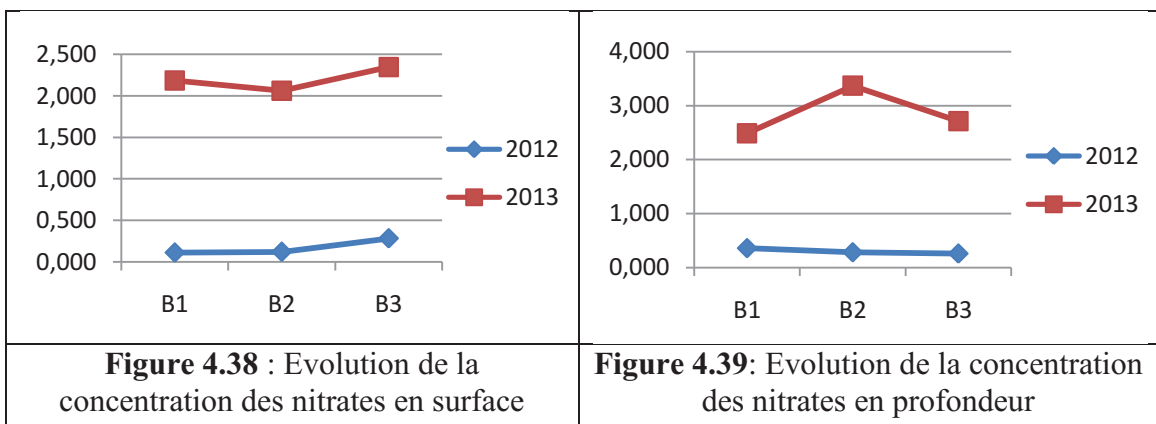 2,500
2,000
1,500
1,000
0,500
0,000
B1 B2 B3
2012
2013
4,000
3,000
2,000
1,000
0,000
B1 B2 B3
2012
2013
Figure 4.38 : Evolution de la
concentration des nitrates en surface
Figure 4.39: Evolution de la concentration
des nitrates en profondeur